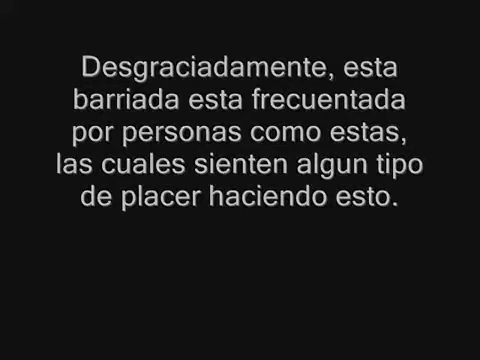 Desgraciadamente, esta
barriada esta frecuentada
por personas como estas,
las cuales sienten algun tipo
de placer haciendo esto.